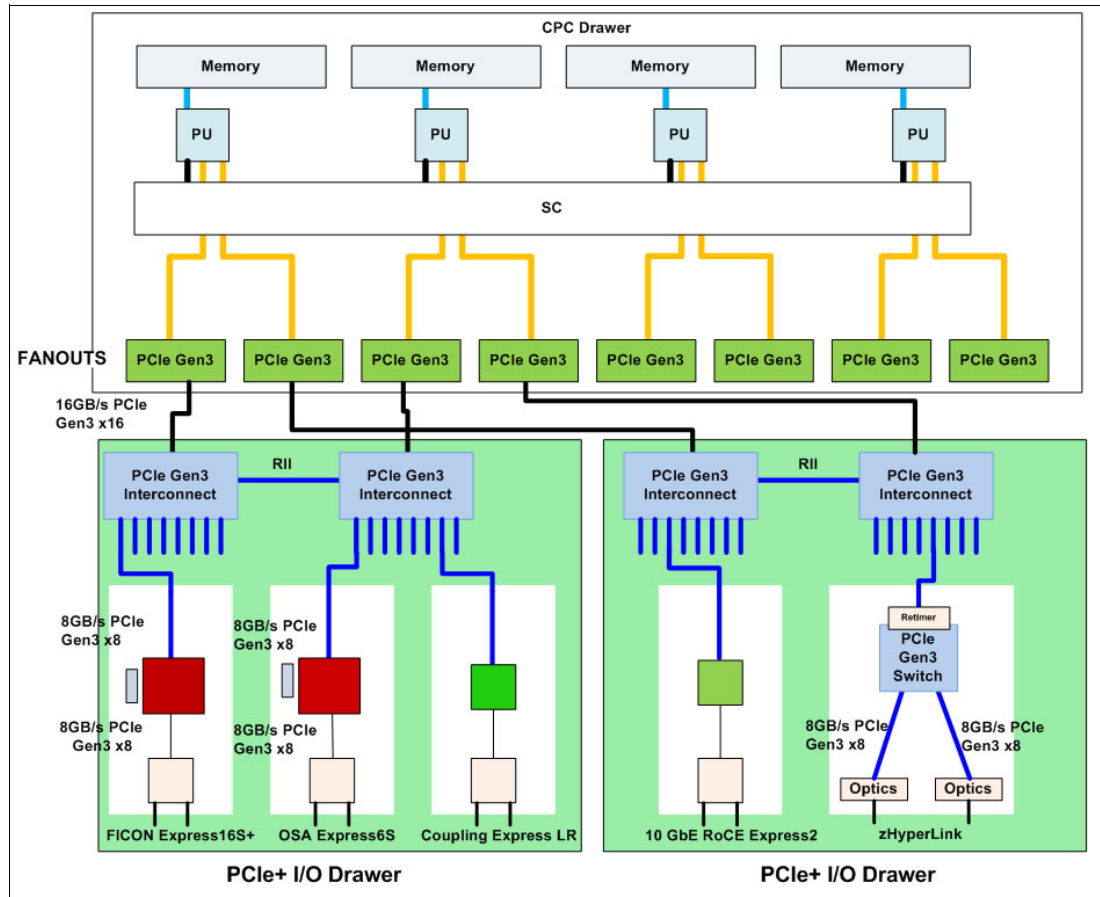 CPC Drawer
Memory
Memory
Memory
Memory
PU
PU
PU
PU
SC
FANOUTS
PCIe Gen3
PCIe Gen3
PCIe Gen3
PCIe Gen3
PCIe Gen3
PCIe Gen3
PCIe Gen3
PCIe Gen3
16GB/s PCIe
Gen3 x16
PCIe Gen3
Interconnect
RII
PCIe Gen3
Interconnect
PCIe Gen3
Interconnect
RII
PCIe Gen3
Interconnect
8GB/s PCIe
Gen3 x8
8GB/s PCIe
Gen3 x8
Retimer
PCIe
Gen3
Switch
8GB/s PCIe
Gen3 x8
8GB/s PCIe
Gen3 x8
8GB/s PCIe
Gen3 x8
8GB/s PCIe
Gen3 x8
Optics
Optics
FICON Express16S+
OSA Express6S
Coupling Express LR
10 GbE RoCE Express2
zHyperLink
PCIe+ I/O Drawer
PCIe+ I/O Drawer